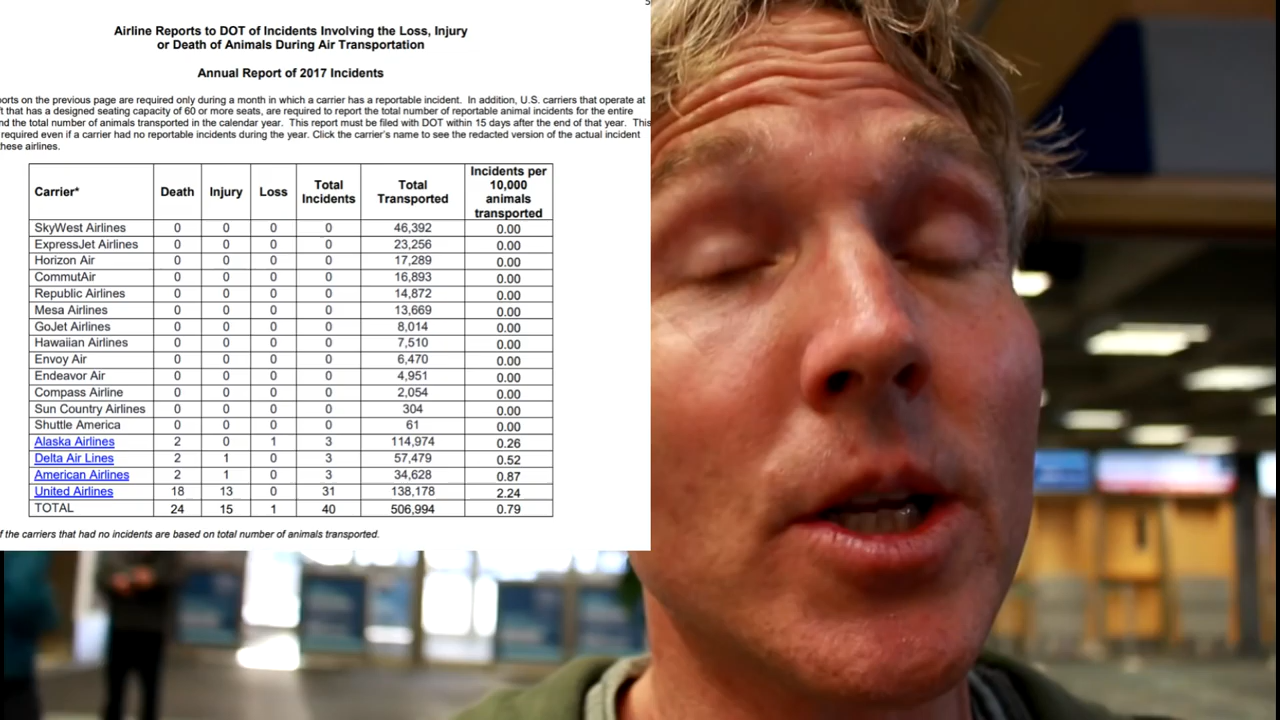 5
Airline Reports to DOT of Incidents Involving the Loss, Injury
or Death of Animals During Air Transportation
Annual Report of 2017 Incidents
orts on the previous page are required only during a month in which a carrier has a reportable incident. In addition, U.S. carriers that operate at
t that has a designed seating capacity of 60 or more seats, are required to report the total number of reportable animal incidents for the entire
nd the total number of animals transported in the calendar year. This report must be filed with DOT within 15 days after the end of that year. This
required even if a carrier had no reportable incidents during the year. Click the carrier's name to see the redacted version of the actual incident
these airlines.
Carrier* Death Injury Loss Total Incidents Total Transported Incidents per 10,000 animals transported
SkyWest Airlines 0 0 0 0 46,392 0.00
ExpressJet Airlines 0 0 0 0 23,256 0.00
Horizon Air 0 0 0 0 17,289 0.00
CommutAir 0 0 0 0 16,893 0.00
Republic Airlines 0 0 0 0 14,872 0.00
Mesa Airlines 0 0 0 0 13,669 0.00
GoJet Airlines 0 0 0 0 8,014 0.00
Hawaiian Airlines 0 0 0 0 7,510 0.00
Envoy Air 0 0 0 0 6,470 0.00
Endeavor Air 0 0 0 0 4,951 0.00
Compass Airline 0 0 0 0 2,054 0.00
Sun Country Airlines 0 0 0 0 304 0.00
Shuttle America 0 0 0 0 61 0.00
Alaska Airlines 2 0 1 3 114,974 0.26
Delta Air Lines 2 1 0 3 57,479 0.52
American Airlines 2 1 0 3 34,628 0.87
United Airlines 18 13 0 31 138,178 2.24
TOTAL 24 15 1 40 506,994 0.79
f the carriers that had no incidents are based on total number of animals transported.